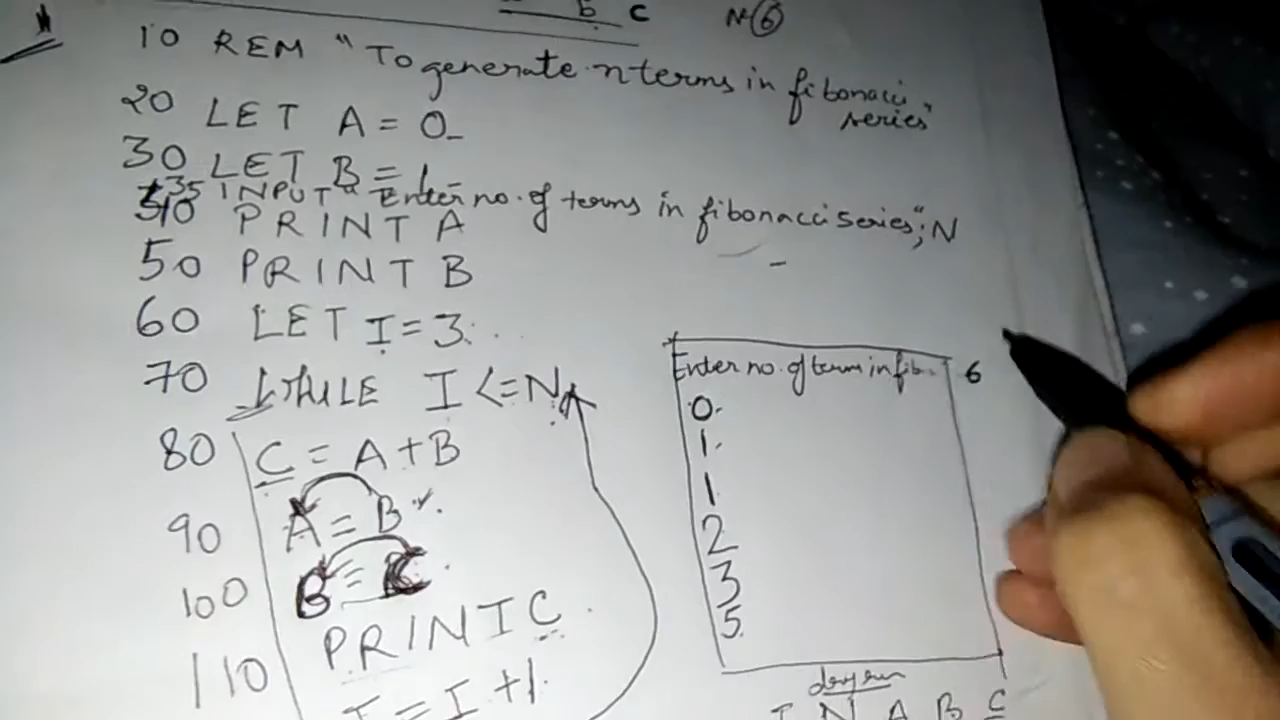 b C N 6
10 REM "To generate n terms in fibonacci series"
20 LET A = 0
30 LET B = 1
35 INPUT "Enter no. of terms in fibonacci series"; N
40 PRINT A
50 PRINT B
60 LET I = 3
70 WHILE I <= N
80 C = A + B
90 A = B
100 B = C
110 PRINT C
I = I + 1
Enter no. of term in fib. 6
0
1
1
2
3
5
dry run
I N A B C